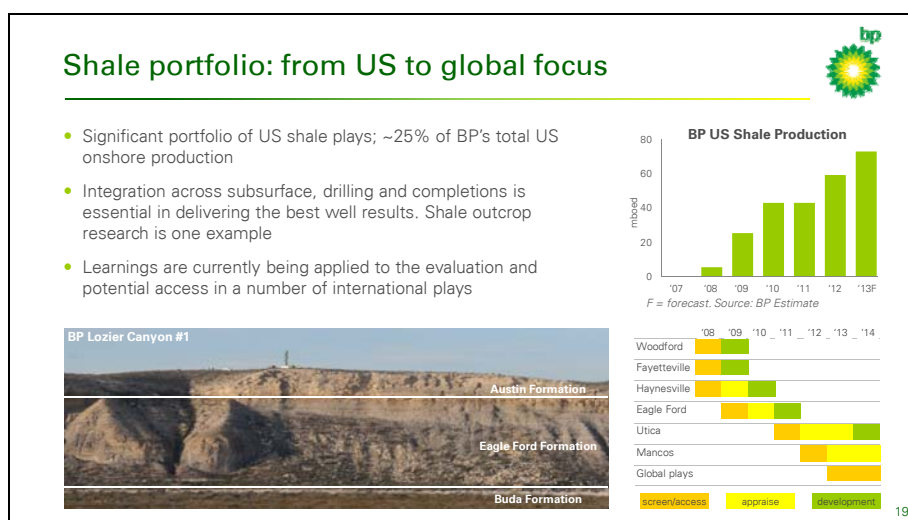 bp
Shale portfolio: from US to global focus
• Significant portfolio of US shale plays; ~25% of BP's total US
onshore production
• Integration across subsurface, drilling and completions is
essential in delivering the best well results. Shale outcrop
research is one example
• Learnings are currently being applied to the evaluation and
potential access in a number of international plays
BP US Shale Production
mboed
80
60
40
20
0
'07 '08 '09 '10 '11 '12 '13F
F = forecast. Source: BP Estimate
BP Lozier Canyon #1
Austin Formation
Eagle Ford Formation
Buda Formation
'08 '09 '10 '11 '12 '13 '14
Woodford
Fayetteville
Haynesville
Eagle Ford
Utica
Mancos
Global plays
screen/access appraise development
19